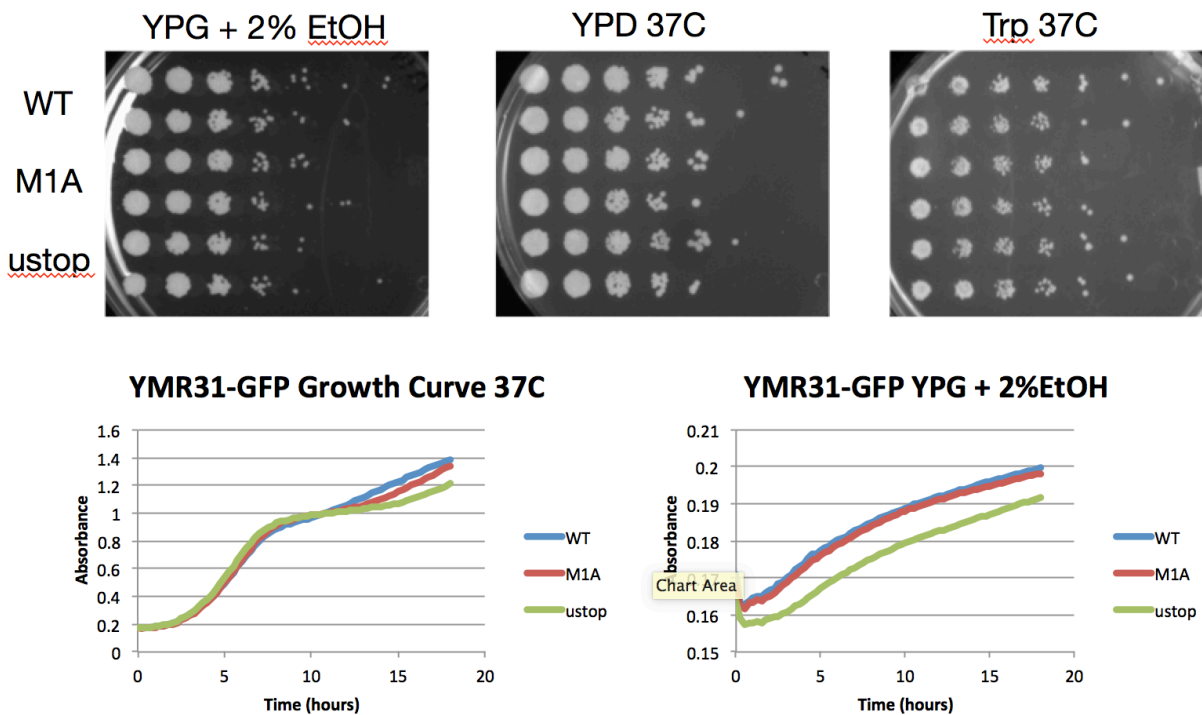 YPG + 2% EtOH
YPD 37C
Trp 37C
WT
M1A
ustop
YMR31-GFP Growth Curve 37C
1.6
1.4
1.2
1
0.8
0.6
0.4
0.2
0
0
5
10
15
20
Absorbance
Time (hours)
WT
M1A
ustop
YMR31-GFP YPG + 2%EtOH
0.21
0.2
0.19
0.18
0.17
0.16
0.15
0
5
10
15
20
Absorbance
Chart Area
Time (hours)
WT
M1A
ustop